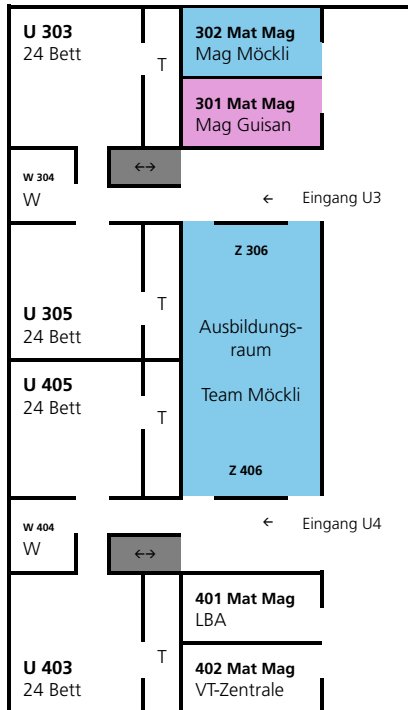 U 303
24 Bett
T
302 Mat Mag
Mag Möckli
301 Mat Mag
Mag Guisan
W 304
W
←→
← Eingang U3
Z 306
U 305
24 Bett
T
Ausbildungs-
raum
Team Möckli
U 405
24 Bett
T
Z 406
W 404
W
←→
← Eingang U4
401 Mat Mag
LBA
U 403
24 Bett
T
402 Mat Mag
VT-Zentrale